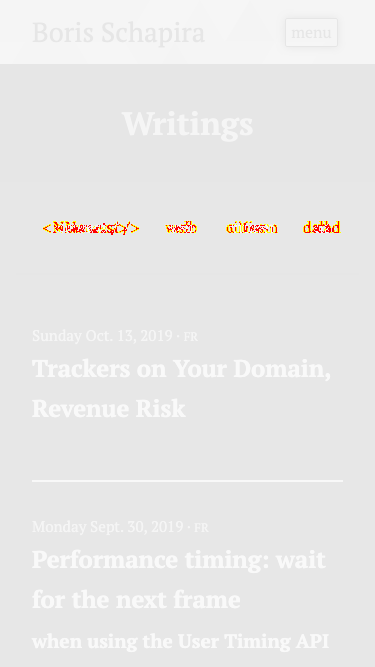 Boris Schapira
menu
Writings
Sunday Oct. 13, 2019 · FR
Trackers on Your Domain,
Revenue Risk
Monday Sept. 30, 2019 · FR
Performance timing: wait
for the next frame
when using the User Timing API